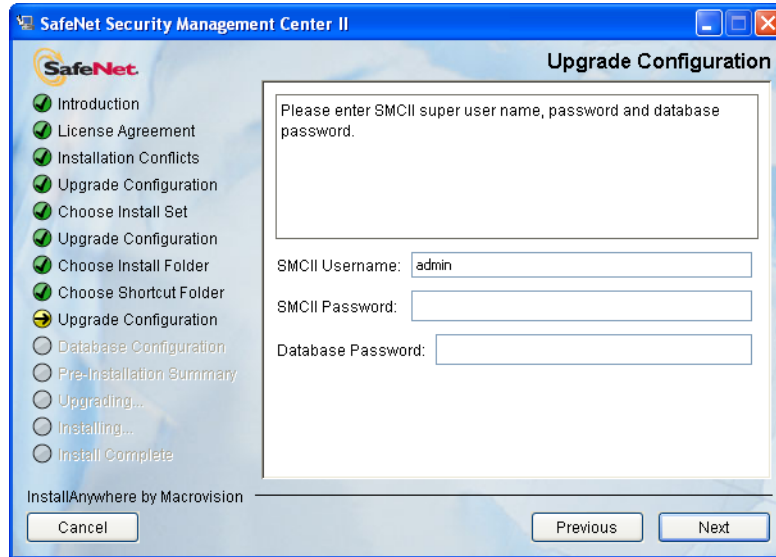 SafeNet Security Management Center II
SafeNet.
Upgrade Configuration
Introduction
License Agreement
Installation Conflicts
Upgrade Configuration
Choose Install Set
Upgrade Configuration
Choose Install Folder
Choose Shortcut Folder
Upgrade Configuration
Database Configuration
Pre-Installation Summary
Upgrading...
Installing...
Install Complete
Please enter SMCII super user name, password and database
password.
SMCII Username: admin
SMCII Password:
Database Password:
InstallAnywhere by Macrovision
Cancel
Previous
Next